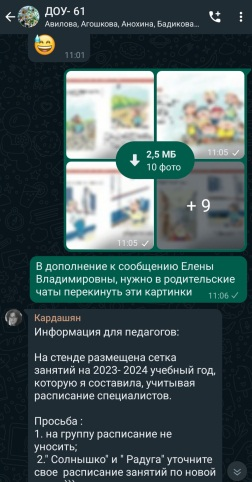 ДОУ- 61
Авилова, Агошкова, Анохина, Бадикова...
11:01
2,5 МБ
10 фото
11:05
11:05
+ 9
В дополнение к сообщению Елены
Владимировны, нужно в родительские
чаты перекинуть эти картинки
11:06
Кардашян
Информация для педагогов:
На стенде размещена сетка
занятий на 2023- 2024 учебный год,
которую я составила, учитывая
расписание специалистов.
Просьба :
1. на группу расписание не
уносить;
2." Солнышко" и " Радуга" уточните
свое расписание занятий по новой